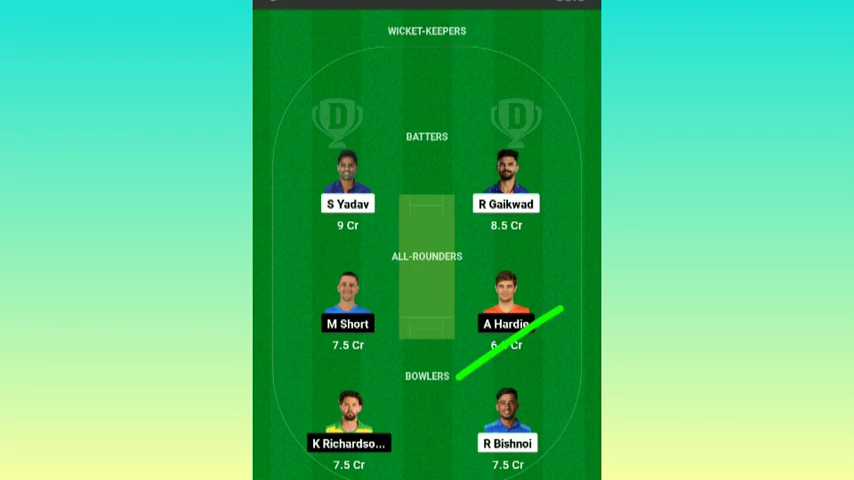 WICKET-KEEPERS
D D
BATTERS
S Yadav R Gaikwad
9 Cr 8.5 Cr
ALL-ROUNDERS
M Short A Hardie
7.5 Cr Cr
BOWLERS
K Richardso... R Bishnoi
7.5 Cr 7.5 Cr